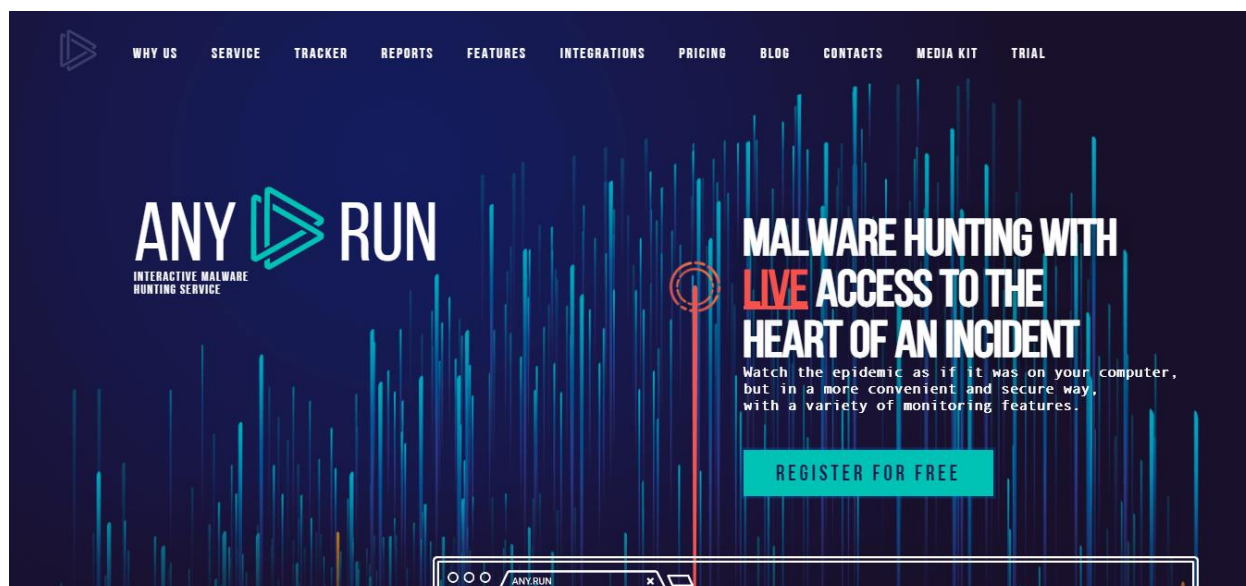 WHY US SERVICE TRACKER REPORTS FEATURES INTEGRATIONS PRICING BLOG CONTACTS MEDIA KIT TRIAL
ANY RUN
INTERACTIVE MALWARE
HUNTING SERVICE
MALWARE HUNTING WITH
LIVE ACCESS TO THE
HEART OF AN INCIDENT
Watch the epidemic as if it was on your computer,
but in a more convenient and secure way,
with a variety of monitoring features.
REGISTER FOR FREE
ANY.RUN